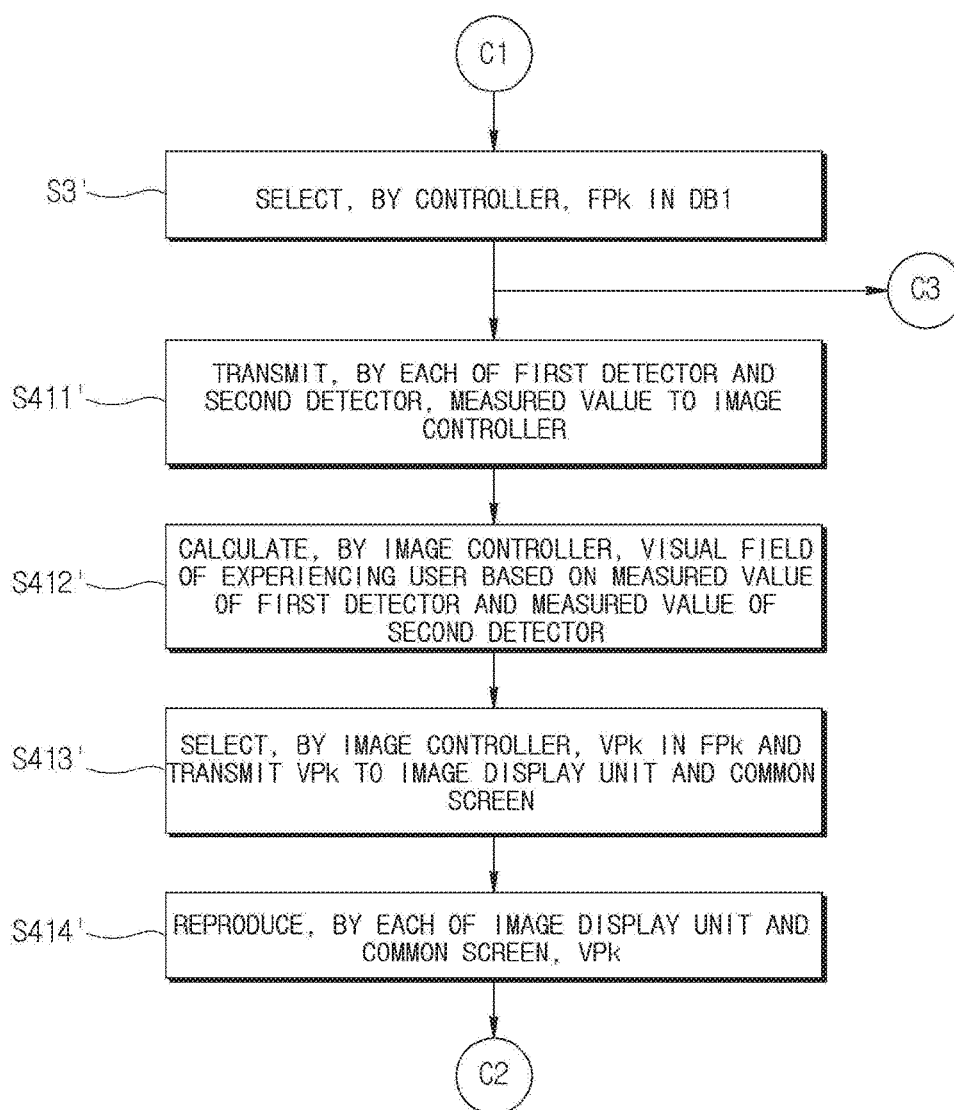 C1
S3'
SELECT, BY CONTROLLER, FPk IN DB1
C3
S411'
TRANSMIT, BY EACH OF FIRST DETECTOR AND
SECOND DETECTOR, MEASURED VALUE TO IMAGE
CONTROLLER
S412'
CALCULATE, BY IMAGE CONTROLLER, VISUAL FIELD
OF EXPERIENCING USER BASED ON MEASURED VALUE
OF FIRST DETECTOR AND MEASURED VALUE OF
SECOND DETECTOR
S413'
SELECT, BY IMAGE CONTROLLER, VPk IN FPk AND
TRANSMIT VPk TO IMAGE DISPLAY UNIT AND COMMON
SCREEN
S414'
REPRODUCE, BY EACH OF IMAGE DISPLAY UNIT AND
COMMON SCREEN, VPk
C2